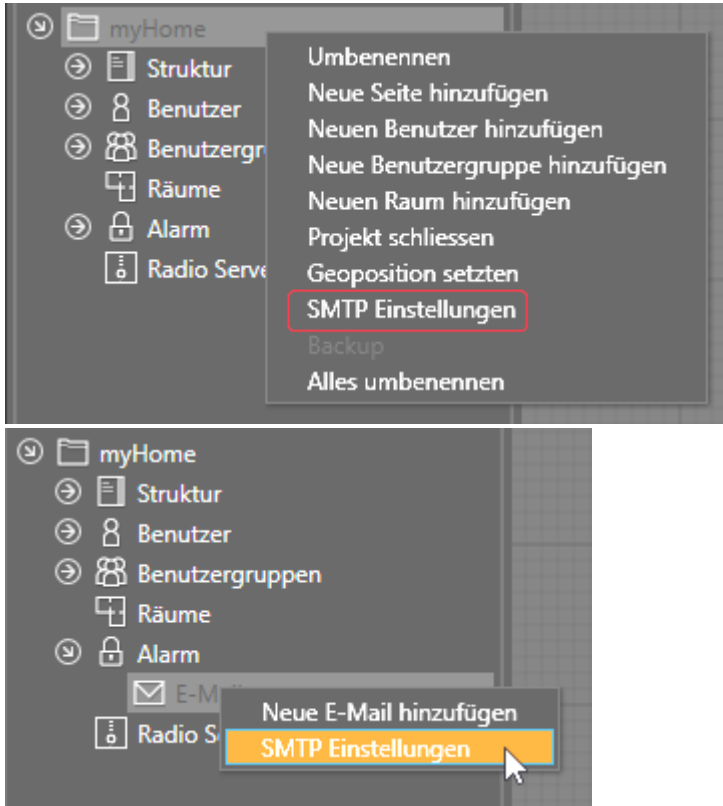 myHome
Struktur
Benutzer
Benutzergr
Räume
Alarm
Radio Serve
Umbenennen
Neue Seite hinzufügen
Neuen Benutzer hinzufügen
Neue Benutzergruppe hinzufügen
Neuen Raum hinzufügen
Projekt schliessen
Geoposition setzten
SMTP Einstellungen
Backup
Alles umbenennen
myHome
Struktur
Benutzer
Benutzergruppen
Räume
Alarm
E-M
Radio S
Neue E-Mail hinzufügen
SMTP Einstellungen